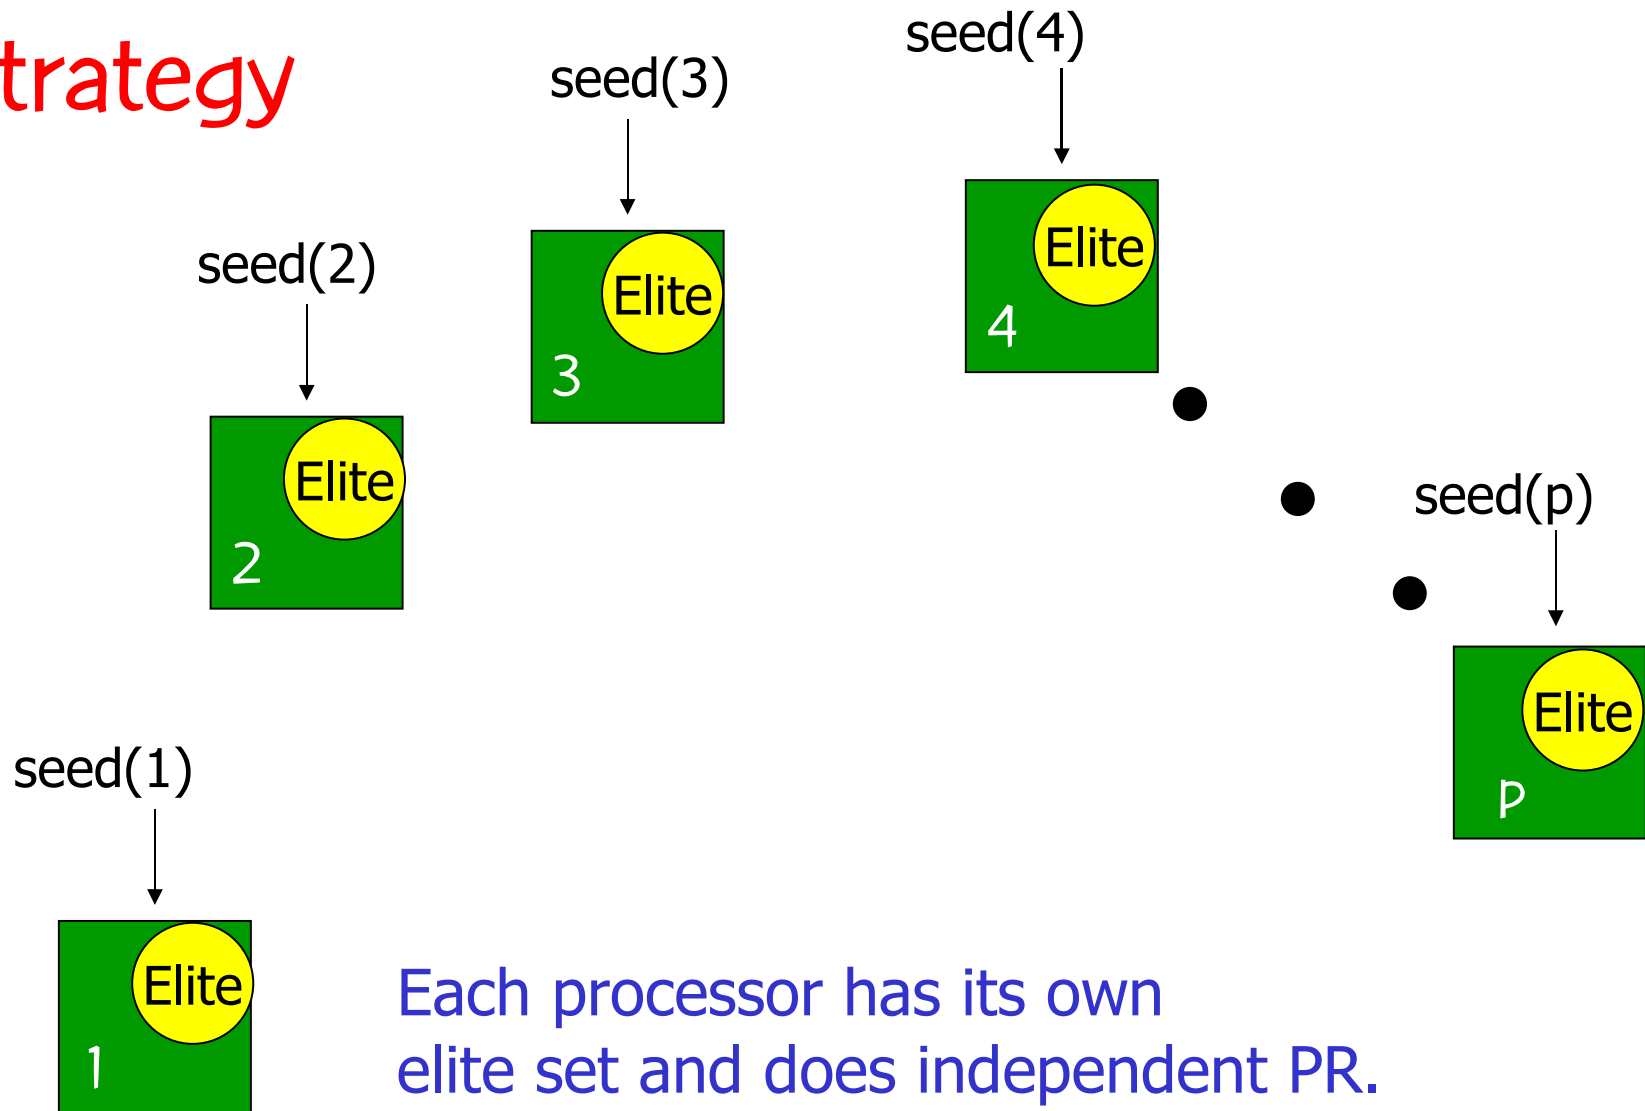 trategy
seed(4)
seed(3)
Elite
4
seed(2)
Elite
3
Elite
2
seed(p)
Elite
p
seed(1)
Elite
1
Each processor has its own
elite set and does independent PR.